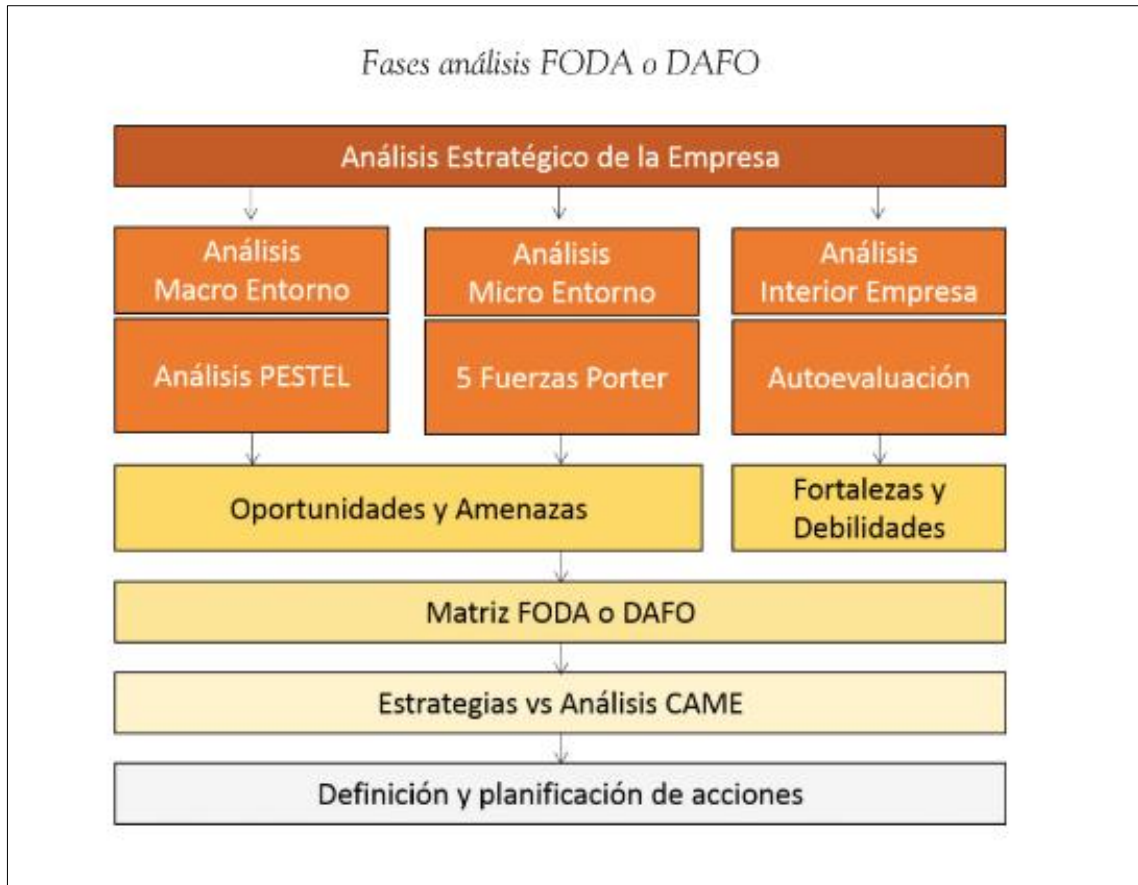 Fases análisis FODA o DAFO
Análisis Estratégico de la Empresa
Análisis
Macro Entorno
Análisis PESTEL
Análisis
Micro Entorno
5 Fuerzas Porter
Análisis
Interior Empresa
Autoevaluación
Oportunidades y Amenazas
Fortalezas y
Debilidades
Matriz FODA o DAFO
Estrategias vs Análisis CAME
Definición y planificación de acciones